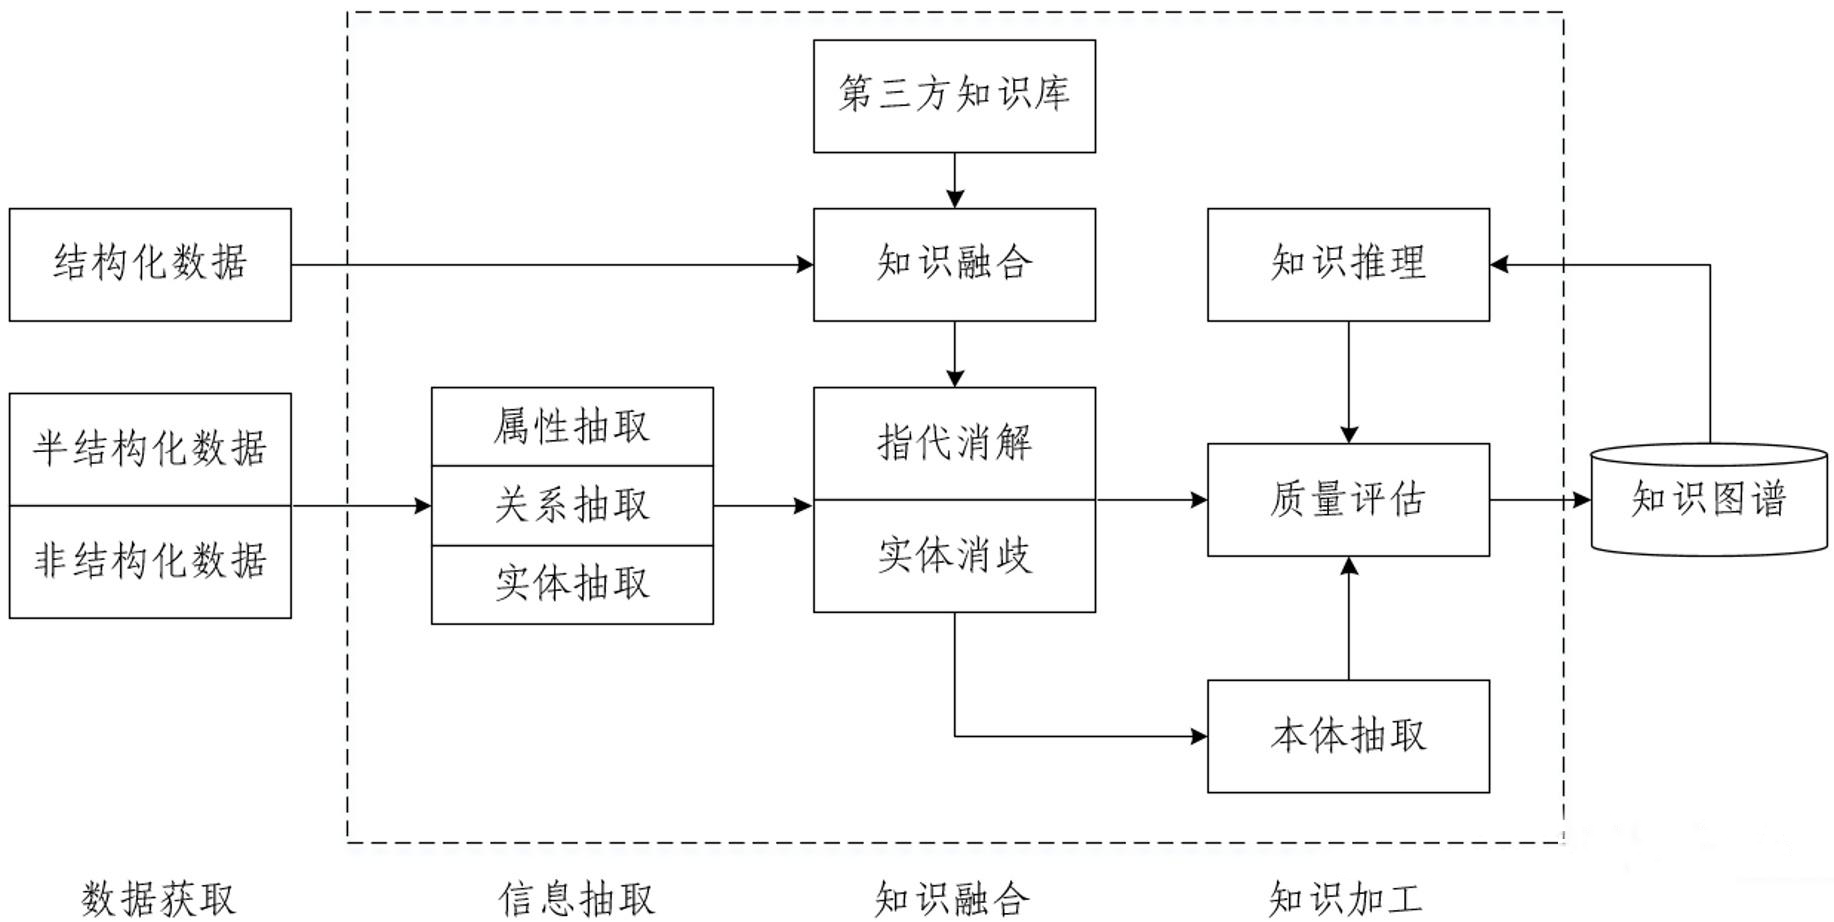 第三方知识库
结构化数据
知识融合
知识推理
半结构化数据
非结构化数据
属性抽取
关系抽取
实体抽取
指代消解
实体消歧
质量评估
知识图谱
本体抽取
数据获取
信息抽取
知识融合
知识加工